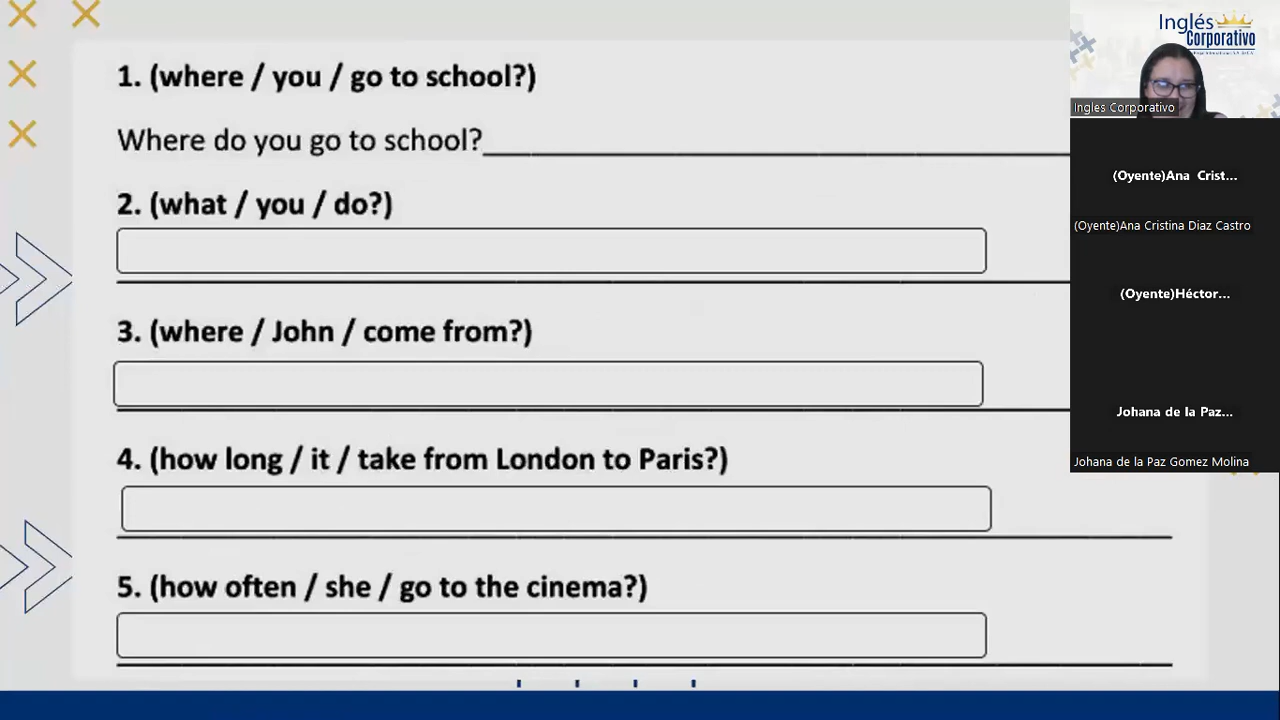 1. (where / you / go to school?)
Where do you go to school?
2. (what / you / do?)
3. (where / John / come from?)
4. (how long / it / take from London to Paris?)
5. (how often / she / go to the cinema?)
Inglés
Corporativo
Ingles Corporativo
(Oyente)Ana Crist...
(Oyente)Ana Cristina Diaz Castro
(Oyente)Héctor...
Johana de la Paz...
Johana de la Paz Gomez Molina